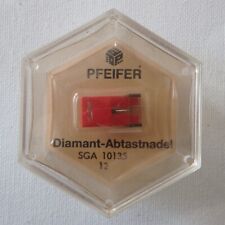 PFEIFER
Diamant-Abtastnadel
SGA 10135
12